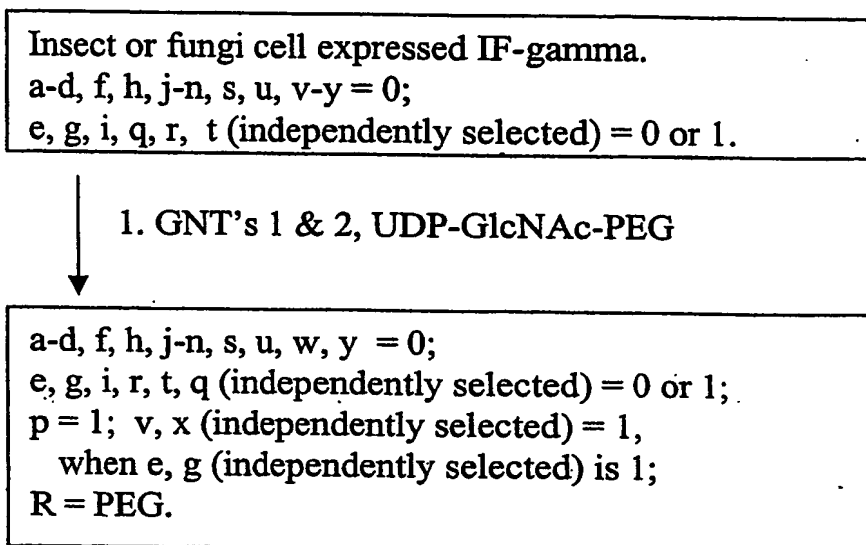 Insect or fungi cell expressed IF-gamma.
a-d, f, h, j-n, s, u, v-y = 0;
e, g, i, q, r, t (independently selected) = 0 or 1.
1. GNT's 1 & 2, UDP-GlcNAc-PEG
a-d, f, h, j-n, s, u, w, y = 0;
e, g, i, r, t, q (independently selected) = 0 or 1;
p = 1; v, x (independently selected) = 1,
when e, g (independently selected) is 1;
R = PEG.